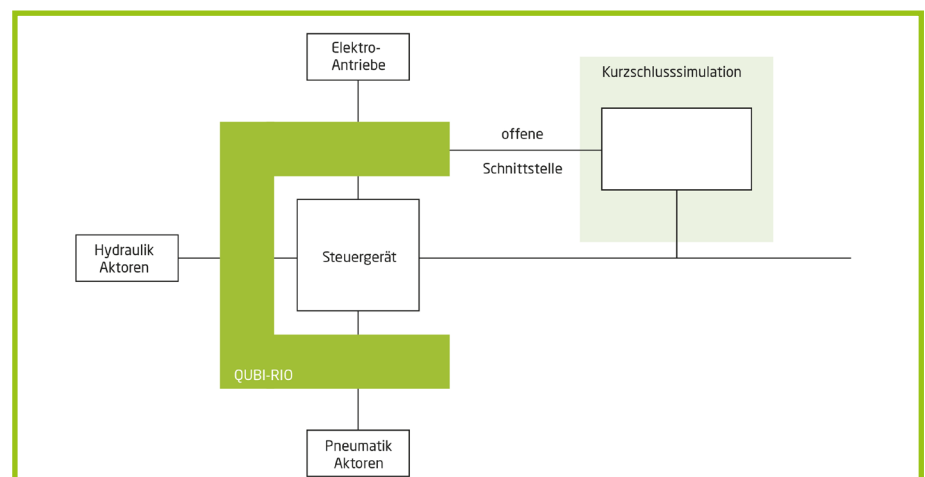 Elektro-
Antriebe
Kurzschlusssimulation
offene
Schnittstelle
Hydraulik
Aktoren
Steuergerät
QUBI-RIO
Pneumatik
Aktoren